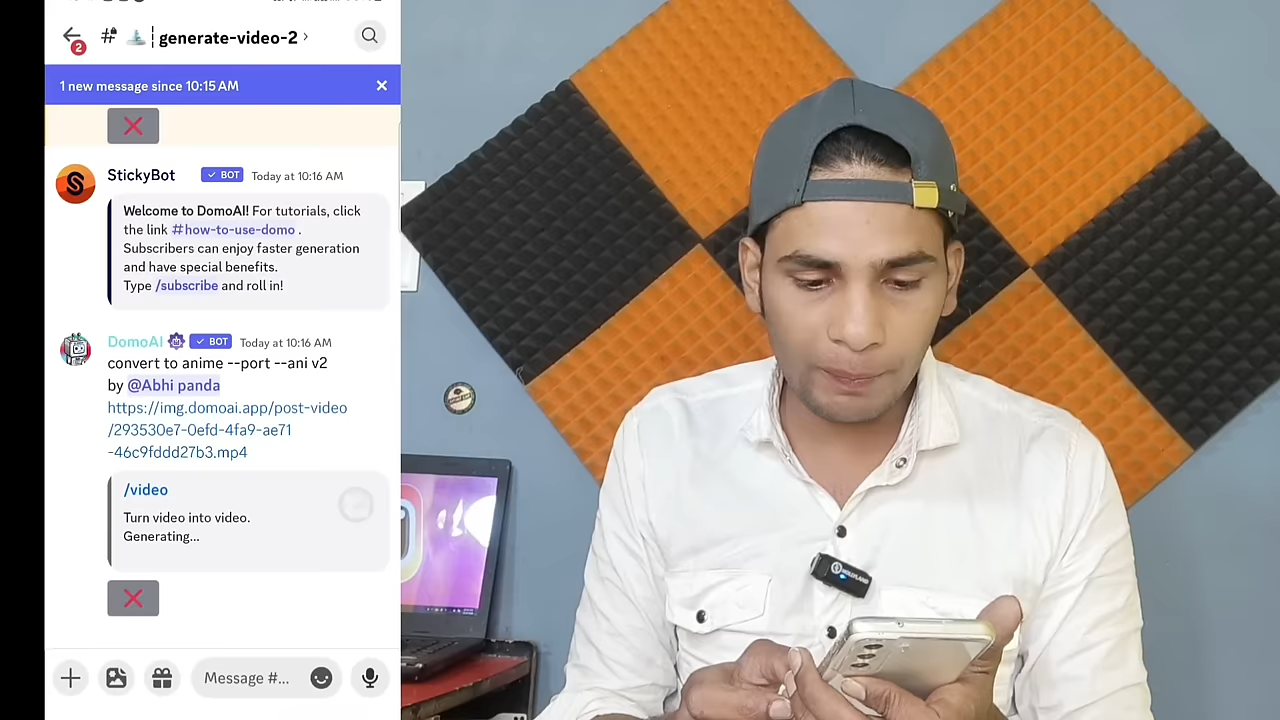 generate-video-2
2
1 new message since 10:15 AM
StickyBot
BOT
Today at 10:16 AM
Welcome to DomoAI! For tutorials, click
the link #how-to-use-domo .
Subscribers can enjoy faster generation
and have special benefits.
Type /subscribe and roll in!
DomoAI
BOT
Today at 10:16 AM
convert to anime --port --ani v2
by @Abhi panda
https://img.domoai.app/post-video
/293530e7-0efd-4fa9-ae71
-46c9fddd27b3.mp4
/video
Turn video into video.
Generating...
Message #...
HOLLYLAND